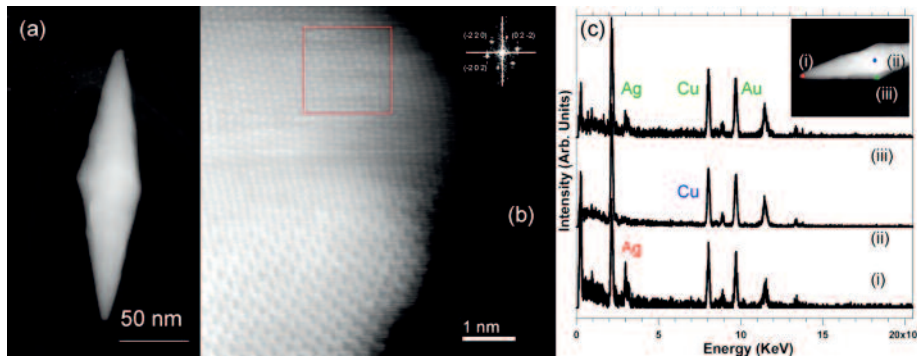 (a)
50 nm
(-2 2 0)
(0 2 -2)
(-2 0 2)
(b)
1 nm
(c)
Intensity (Arb. Units)
Ag
Cu
Au
(i)
(ii)
(iii)
(iii)
Cu
(ii)
Ag
(i)
0
5
10
15
20x10
Energy (KeV)